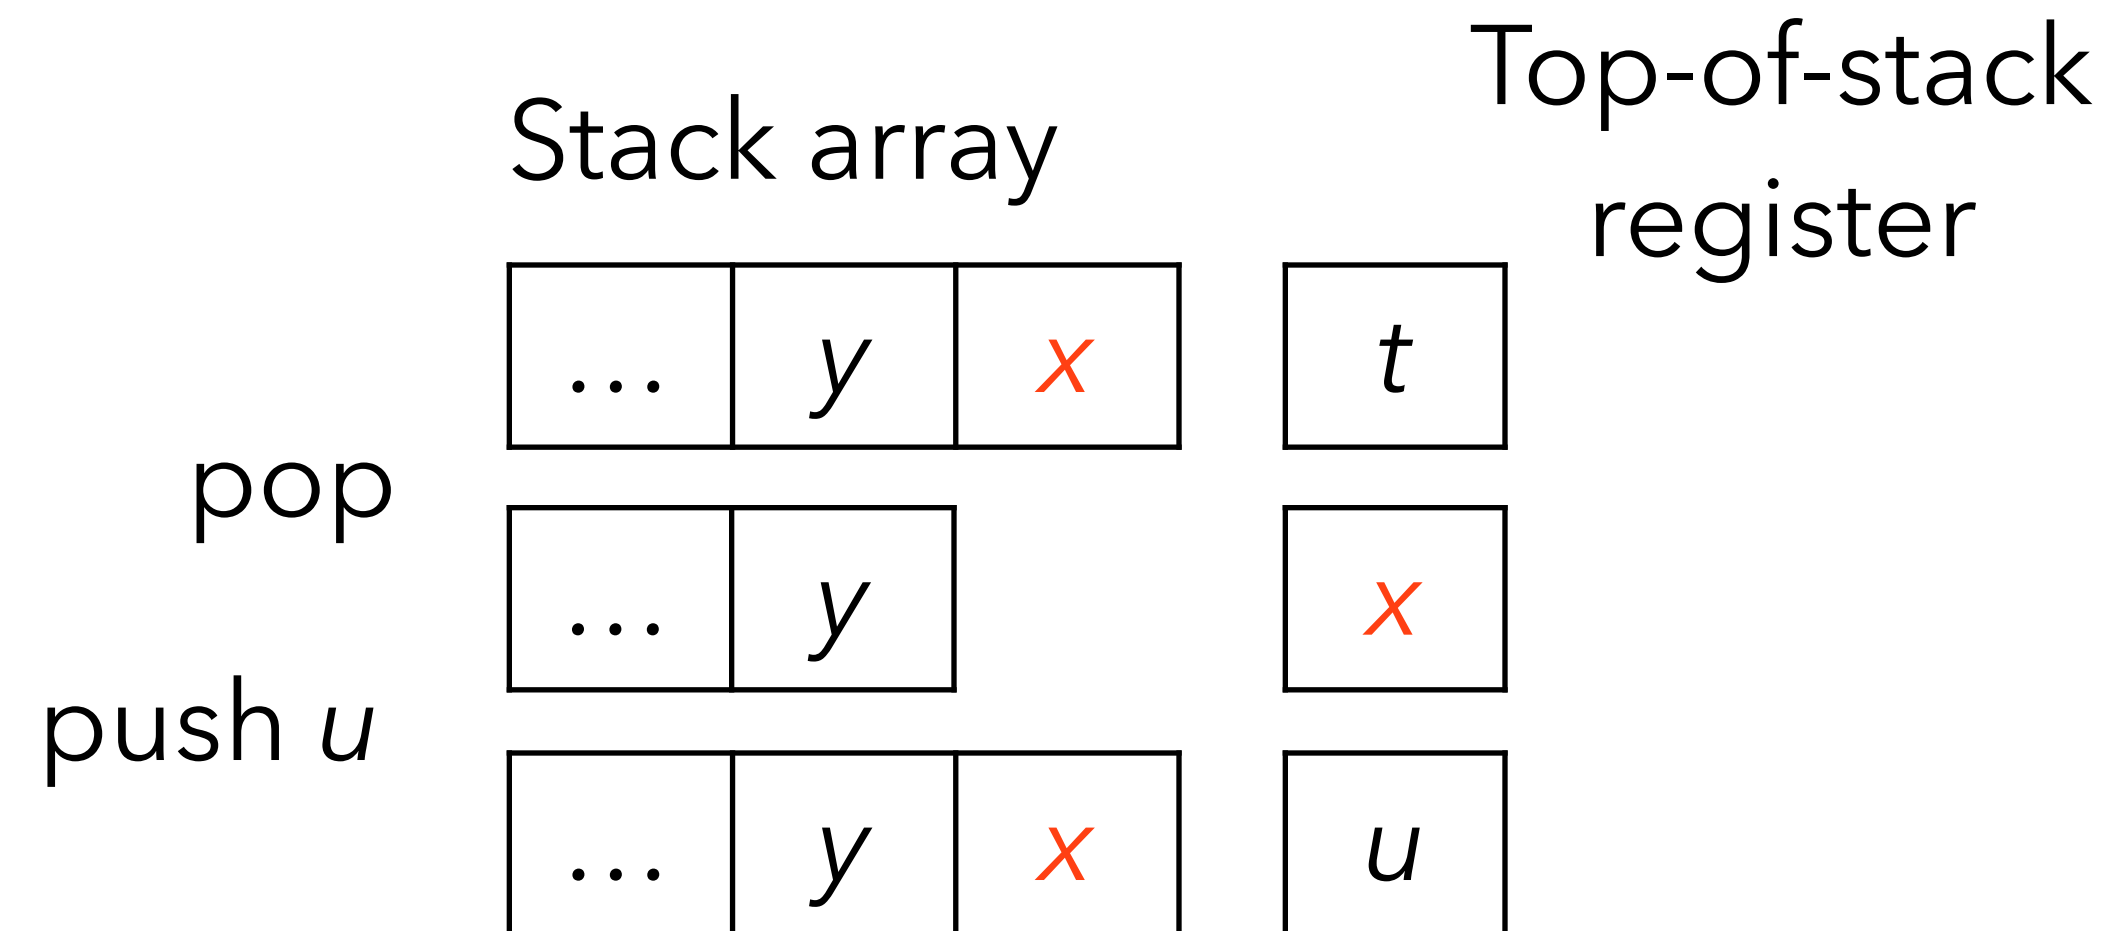 Top-of-stack
register
Stack array
… y x t
pop
… y x
push u
… y x u